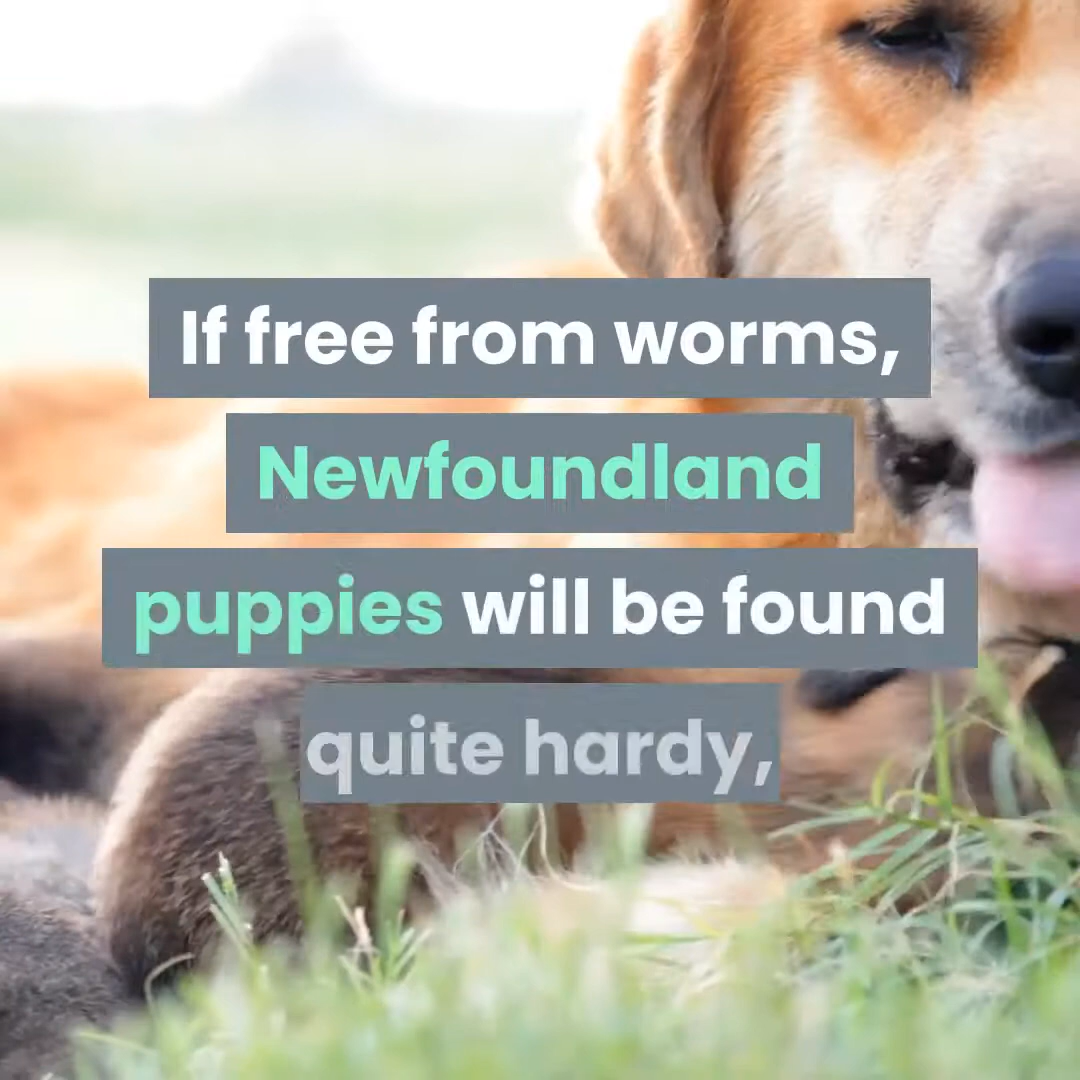 If free from worms,
Newfoundland
puppies will be found
quite hardy,